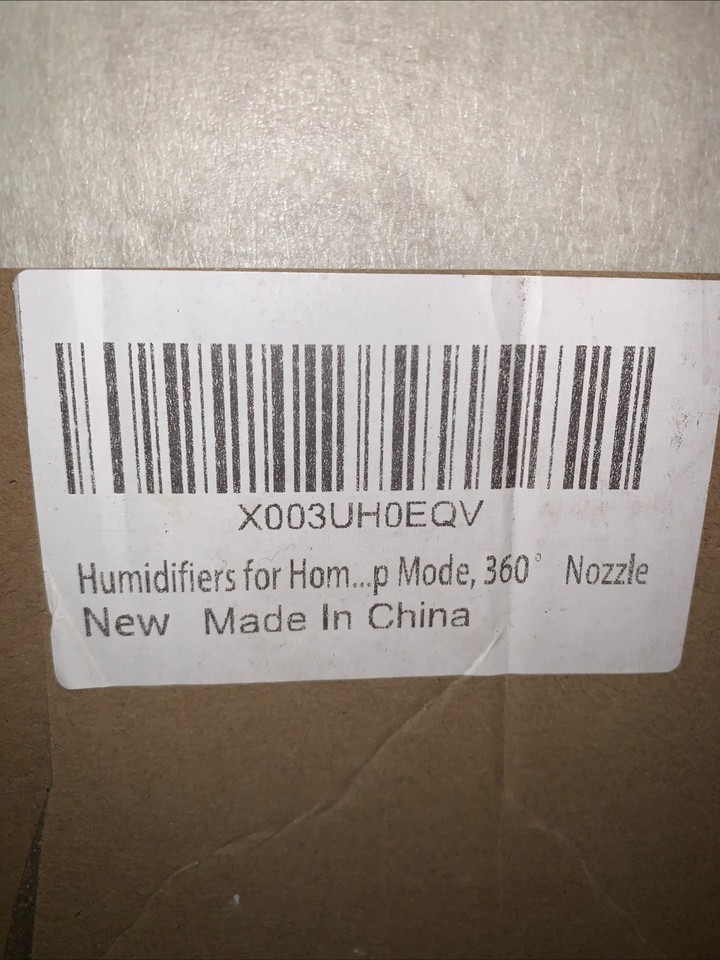 X003UH0EQV
Humidifiers for Hom...p Mode, 360° Nozzle
New Made In China